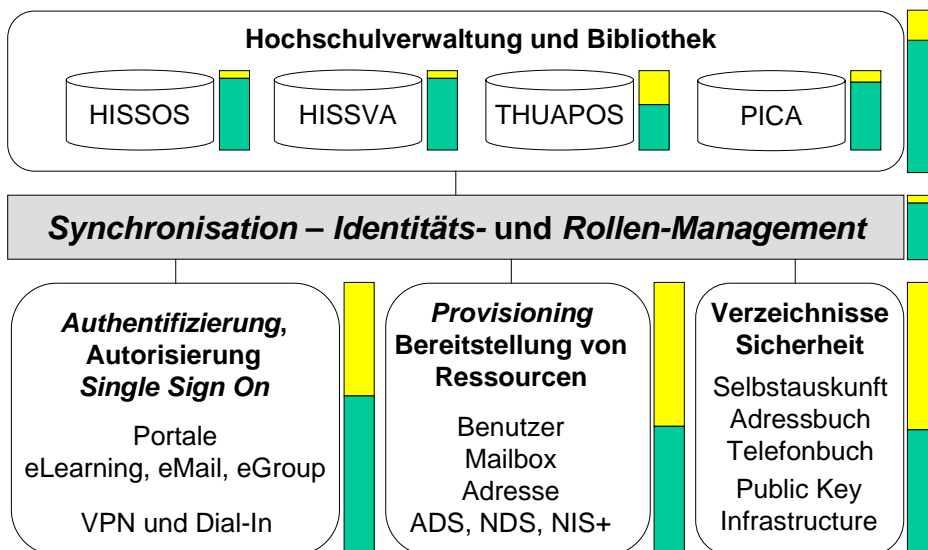 Hochschulverwaltung und Bibliothek
HISSOS
HISSVA
THUAPOS
PICA
Synchronisation – Identitäts- und Rollen-Management
Authentifizierung,
Autorisierung
Single Sign On
Portale
eLearning, eMail, eGroup
VPN und Dial-In
Provisioning
Bereitstellung von
Ressourcen
Benutzer
Mailbox
Adresse
ADS, NDS, NIS+
Verzeichnisse
Sicherheit
Selbstauskunft
Adressbuch
Telefonbuch
Public Key
Infrastructure